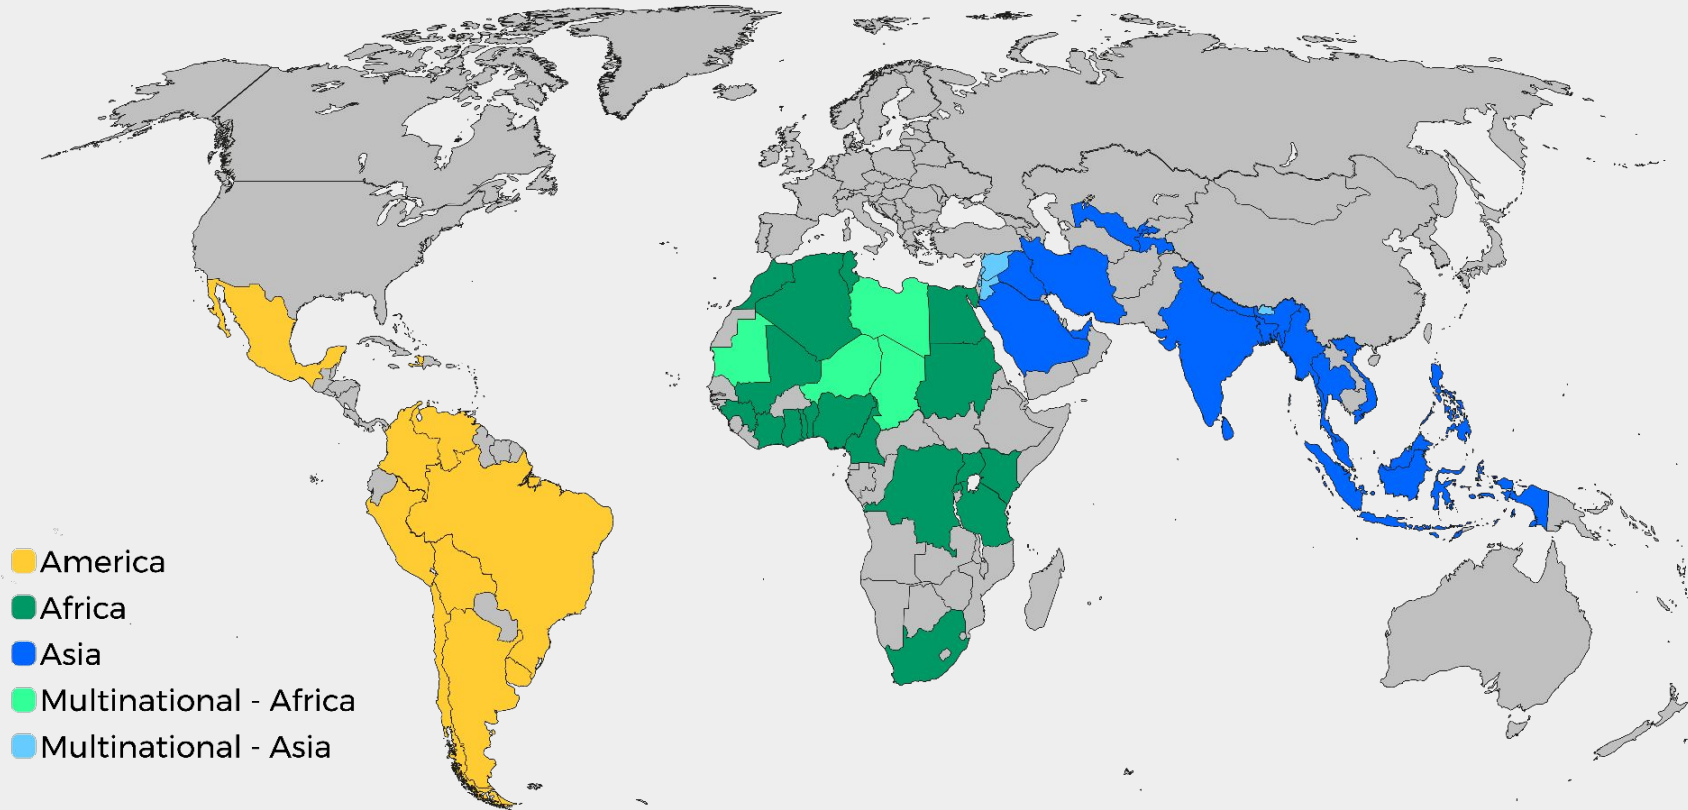 America
Africa
Asia
Multinational - Africa
Multinational - Asia